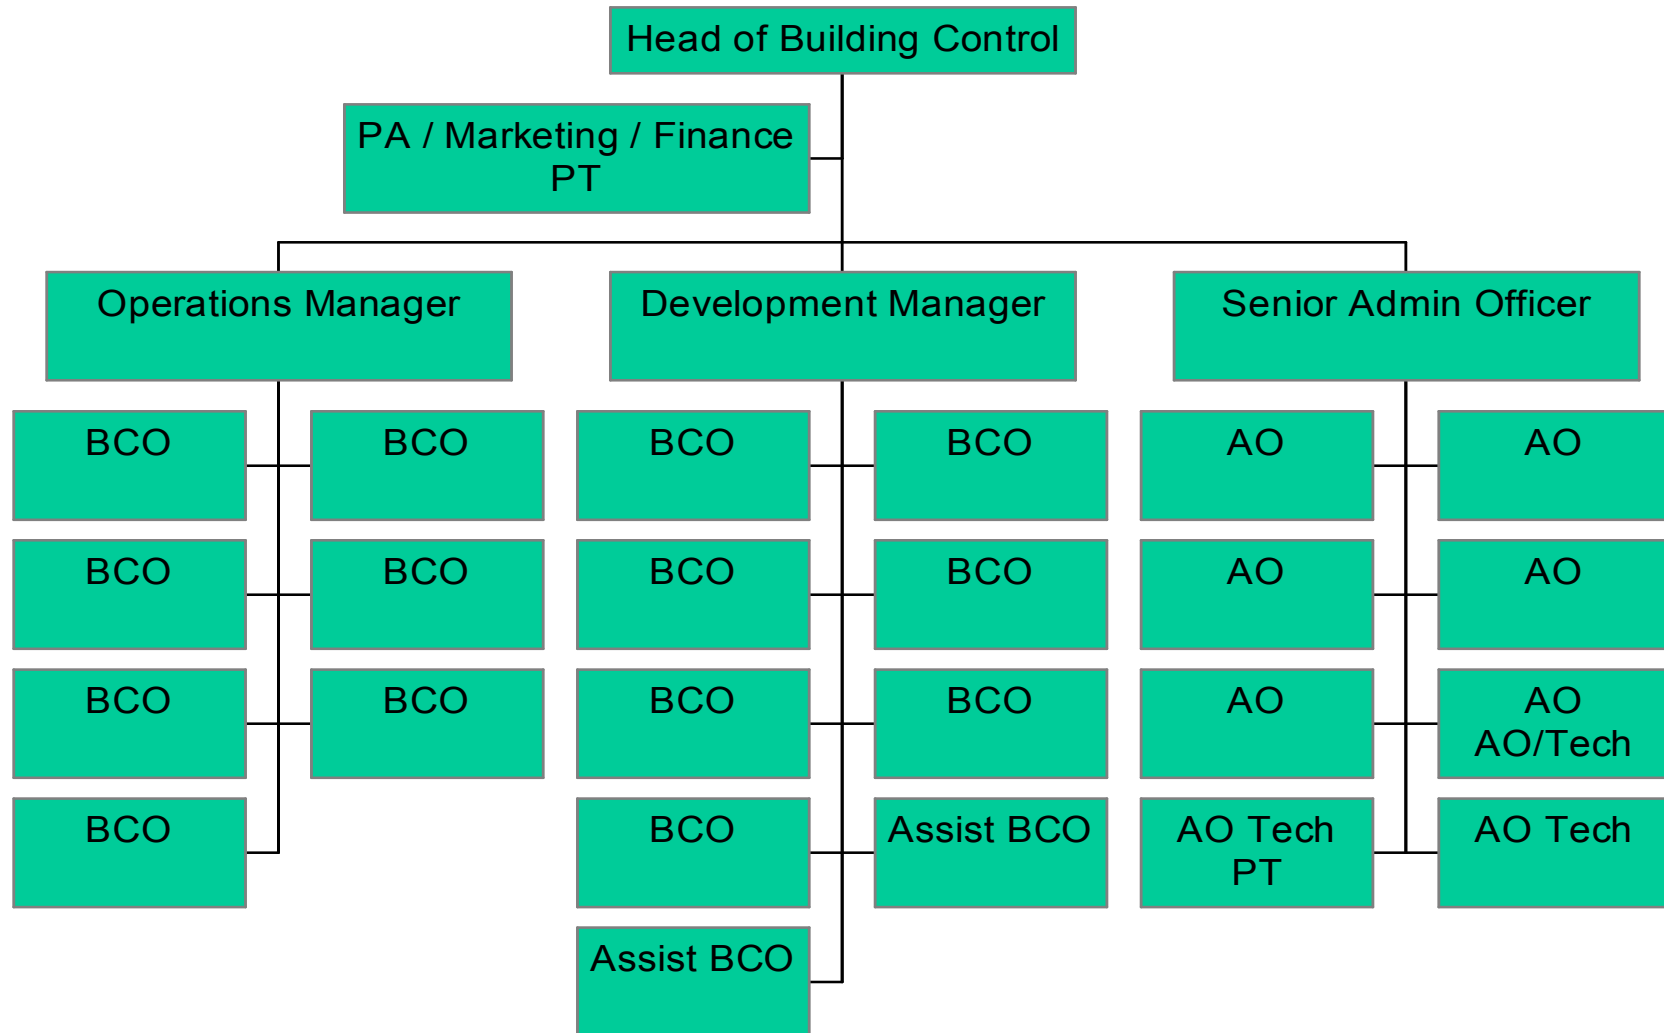 Head of Building Control
PA / Marketing / Finance
PT
Operations Manager
Development Manager
Senior Admin Officer
BCO
BCO
BCO
BCO
AO
AO
BCO
BCO
BCO
BCO
AO
AO
BCO
BCO
BCO
BCO
AO
AO
AO/Tech
BCO
BCO
Assist BCO
AO Tech
PT
AO Tech
Assist BCO